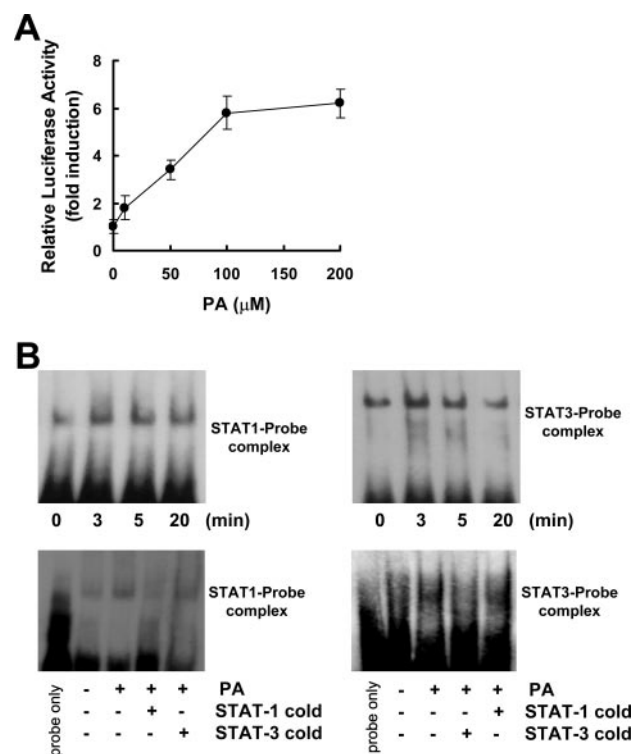 A
Relative Luciferase Activity
(fold induction)
8
6
4
2
0
0 50 100 150 200
PA (μM)
B
STAT1-Probe
complex
0 3 5 20 (min)
STAT3-Probe
complex
0 3 5 20 (min)
STAT1-Probe
complex
probe only - + + + PA
+ STAT-1 cold
+ STAT-3 cold
STAT3-Probe
complex
probe only - + + + PA
+ STAT-1 cold
+ STAT-3 cold